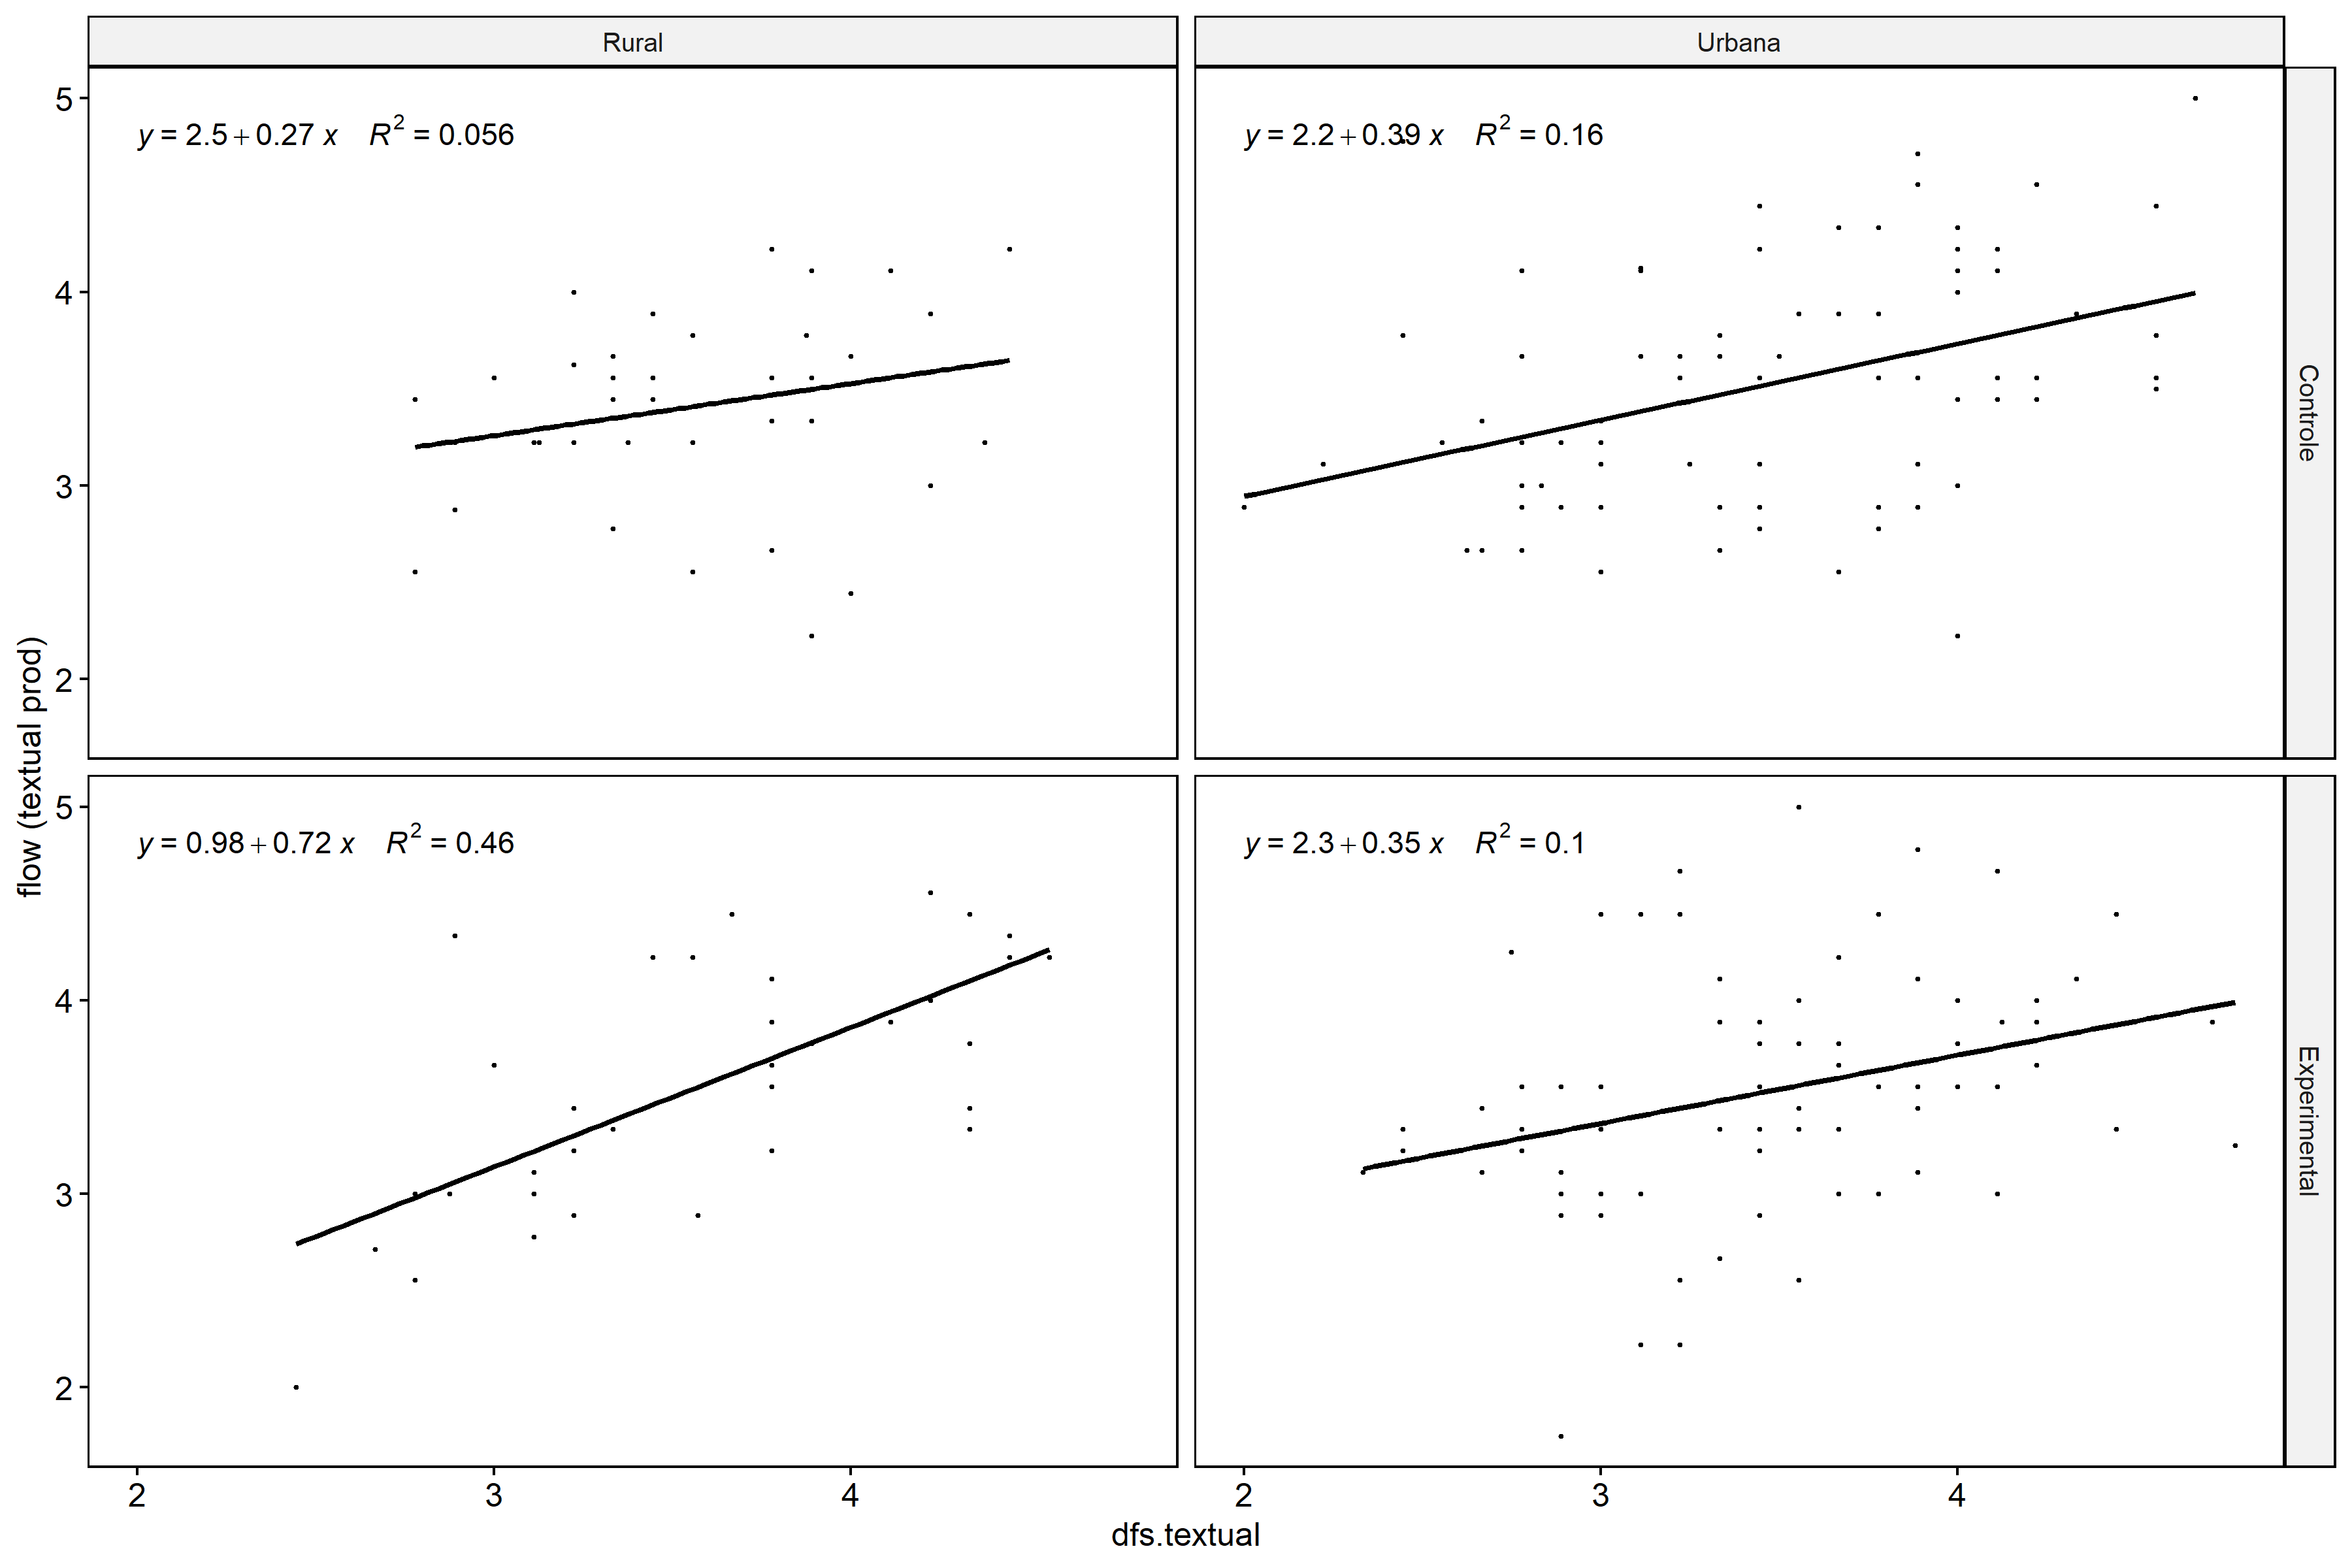 Rural
Urbana
5
4
3
2
y = 2.5 + 0.27 x R² = 0.056
y = 2.2 + 0.39 x R² = 0.16
Controle
flow (textual prod)
5
4
3
2
y = 0.98 + 0.72 x R² = 0.46
y = 2.3 + 0.35 x R² = 0.1
Experimental
2 3 4
2 3 4
dfs.textual